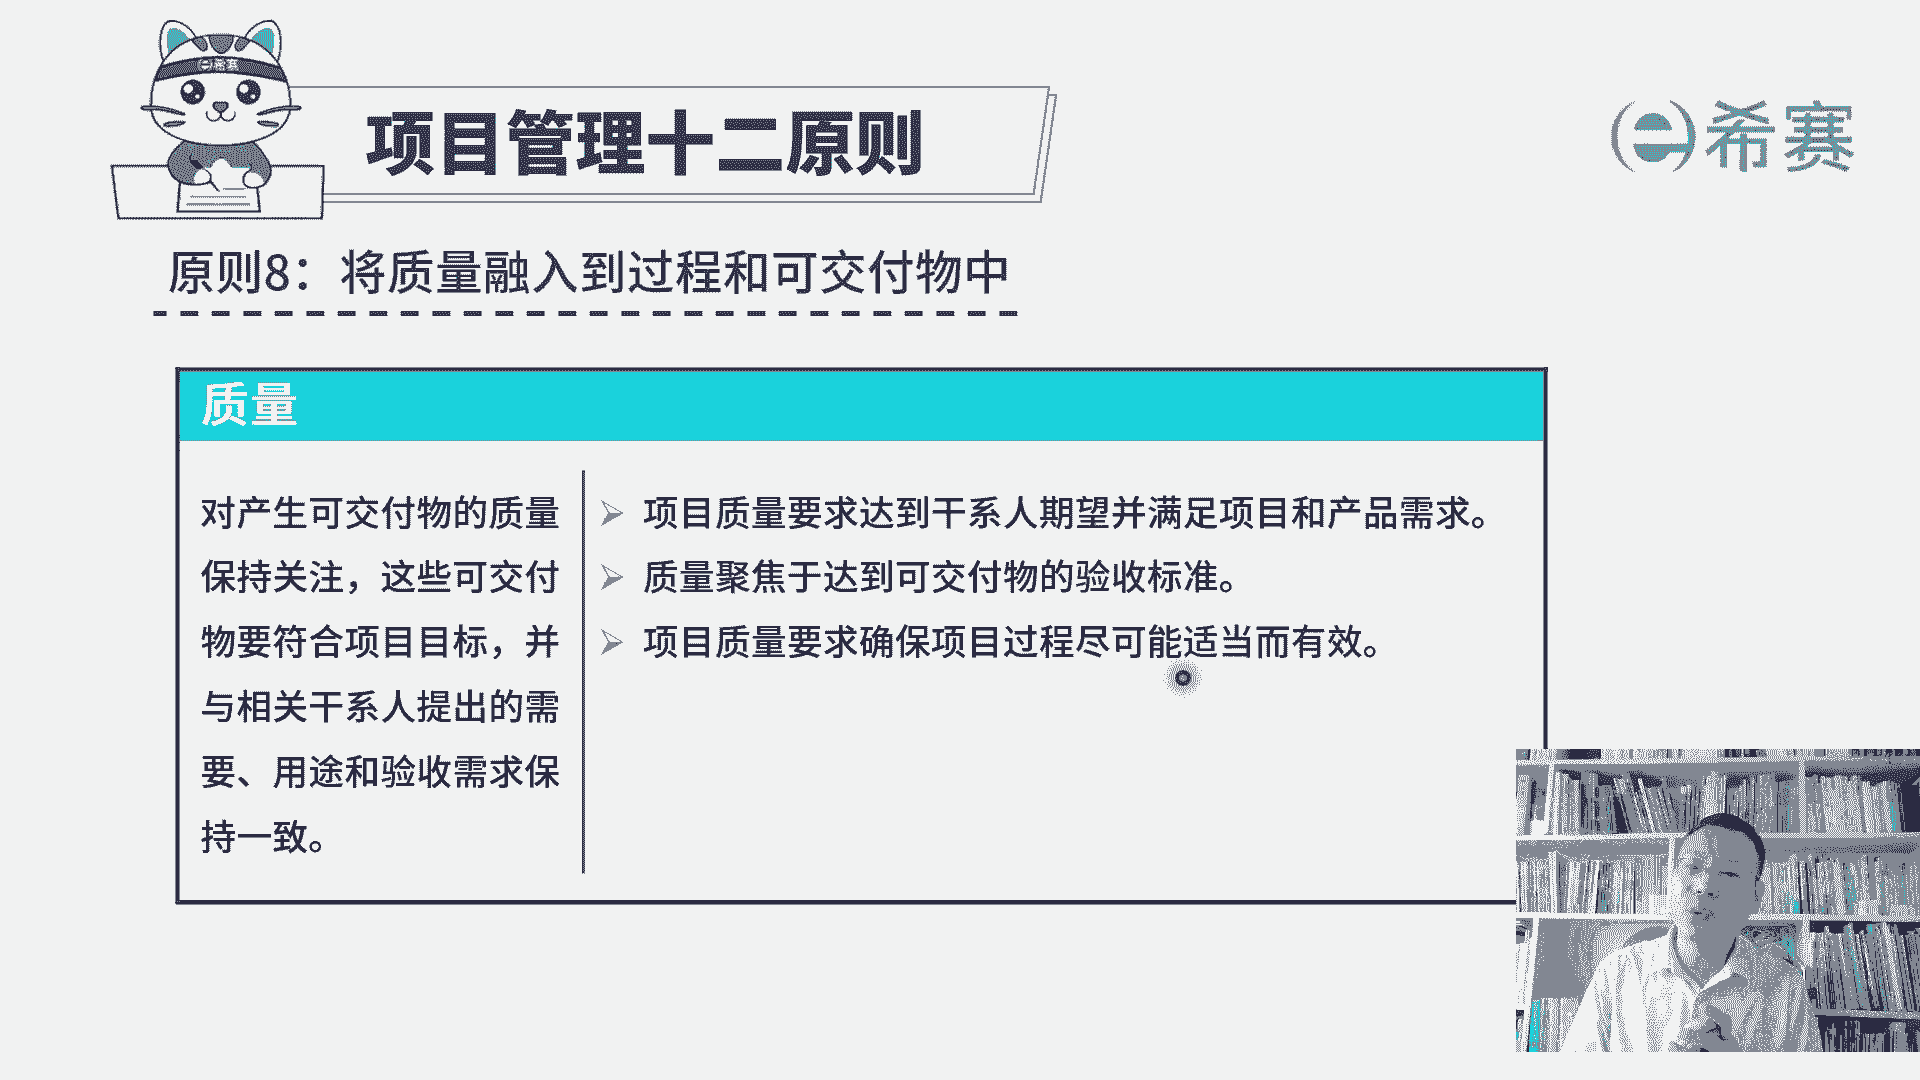 希赛
项目管理十二原则
希赛
原则8：将质量融入到过程和可交付物中
质量
对产生可交付物的质量
保持关注，这些可交付
物要符合项目目标，并
与相关干系人提出的需
要、用途和验收需求保
持一致。
项目质量要求达到干系人期望并满足项目和产品需求。
质量聚焦于达到可交付物的验收标准。
项目质量要求确保项目过程尽可能适当而有效。